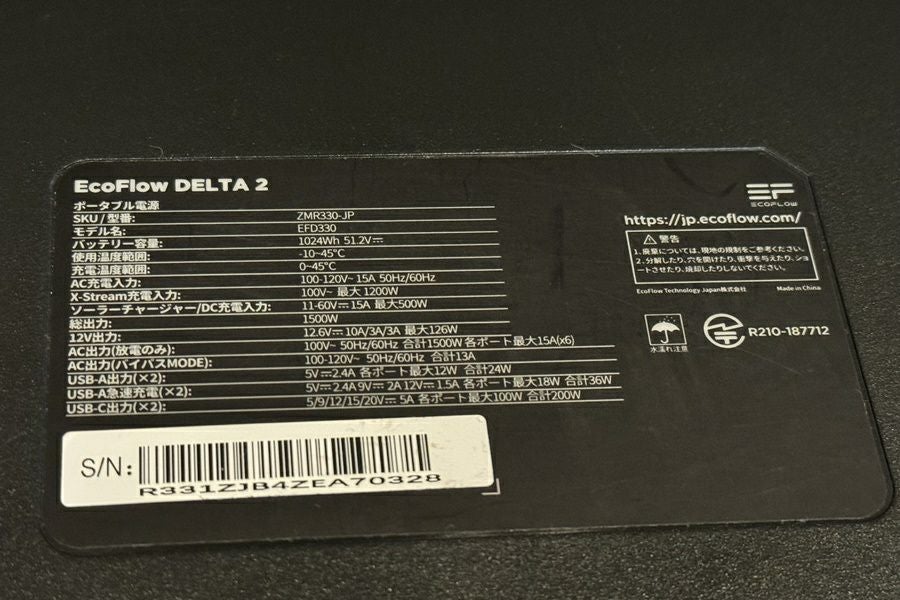 EcoFlow DELTA 2
ポータブル電源
SKU/型番: ZMR330-JP
モデル名: EFD330
バッテリー容量: 1024Wh 51.2V⎓
使用温度範囲: -10~45°C
充電温度範囲: 0~45°C
AC充電入力: 100-120V~ 15A 50Hz/60Hz
X-Stream充電入力: 100V~ 最大 1200W
ソーラーチャージャー/DC充電入力: 11-60V⎓15A 最大500W
総出力: 1500W
12V出力: 12.6V⎓10A/3A/3A 最大126W
AC出力(放電のみ): 100V~ 50Hz/60Hz 合計1500W 各ポート最大15A(x6)
AC出力(バイパスMODE): 100-120V~ 50Hz/60Hz 合計13A
USB-A出力(×2): 5V⎓2.4A 各ポート最大12W 合計24W
USB-A急速充電(×2): 5V⎓2.4A 9V⎓2A 12V⎓1.5A 各ポート最大18W 合計36W
USB-C出力(×2): 5/9/12/15/20V⎓ 5A 各ポート最大100W 合計200W
S/N:
R331ZJB4ZEA70328
ECOFLOW
https://jp.ecoflow.com/
警告
1. 廃棄については、現地の規制をご参考ください。
2. 分解したり、穴を開けたり、衝撃を与えたり、ショ
ートさせたり、焼却したりしないでください。
EcoFlow Technology Japan株式会社 Made in China
水濡れ注意
R210-187712